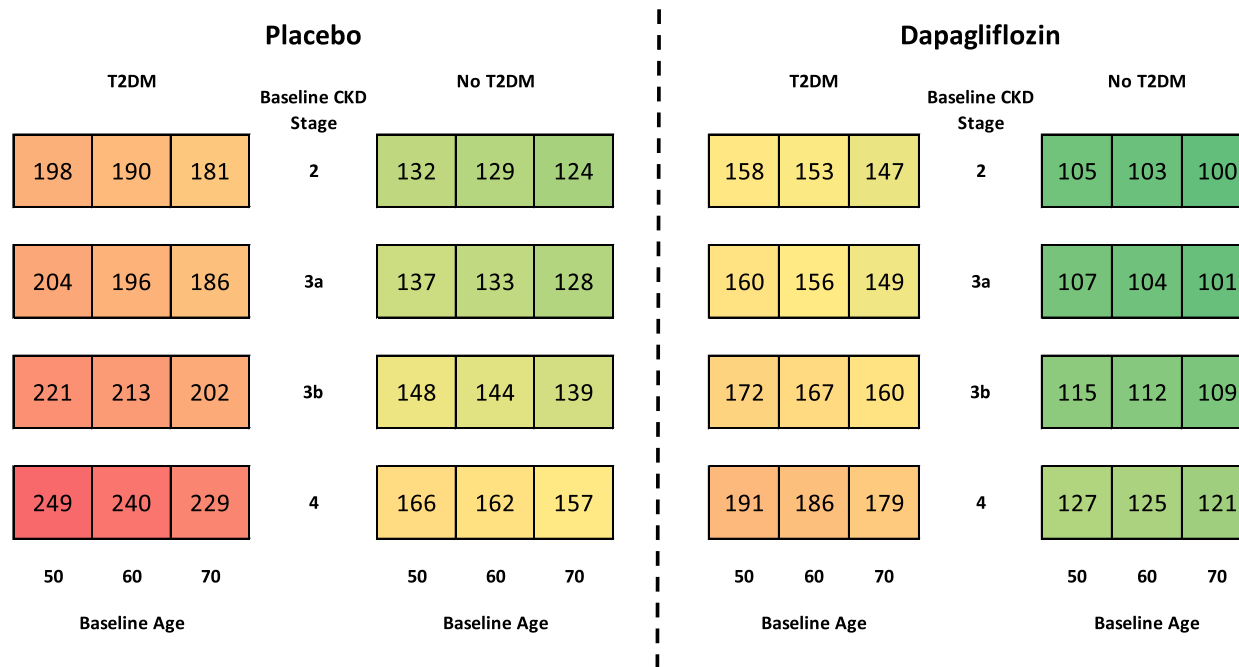 Placebo
Dapagliflozin
T2DM
Baseline CKD
Stage
No T2DM
T2DM
Baseline CKD
Stage
No T2DM
198 190 181 2 132 129 124 158 153 147 2 105 103 100
204 196 186 3a 137 133 128 160 156 149 3a 107 104 101
221 213 202 3b 148 144 139 172 167 160 3b 115 112 109
249 240 229 4 166 162 157 191 186 179 4 127 125 121
50 60 70 50 60 70 50 60 70 50 60 70
Baseline Age Baseline Age Baseline Age Baseline Age